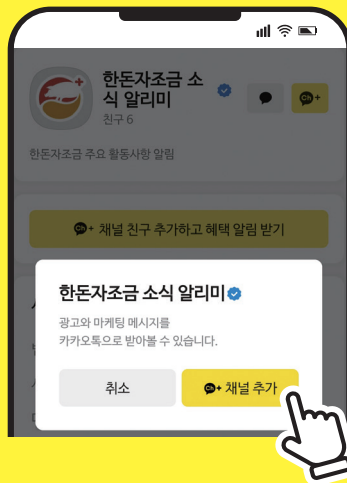 한돈자조금 소
식 알리미
친구 6
Ch+
한돈자조금 주요 활동사항 알림
Ch+ 채널 친구 추가하고 혜택 알림 받기
한돈자조금 소식 알리미
광고와 마케팅 메시지를
카카오톡으로 받아볼 수 있습니다.
취소
Ch+ 채널 추가